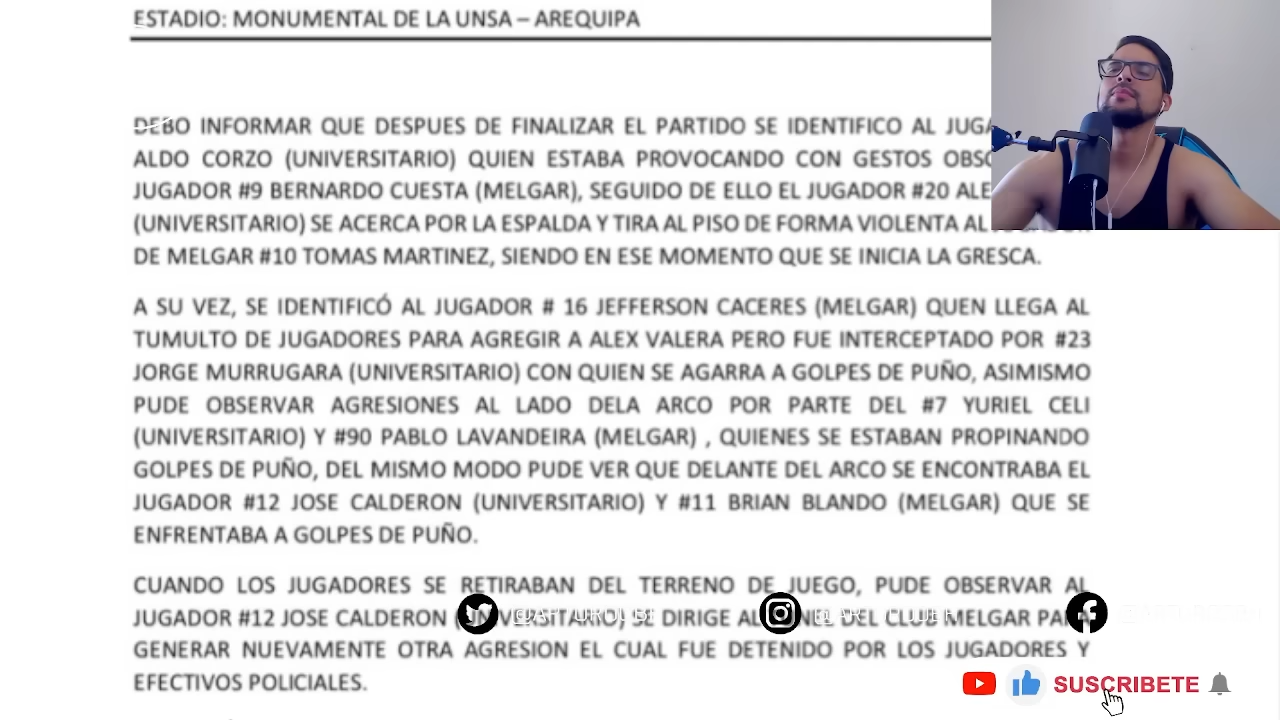 ESTADIO: MONUMENTAL DE LA UNSA – AREQUIPA
DEBO INFORMAR QUE DESPUES DE FINALIZAR EL PARTIDO SE IDENTIFICO AL
ALDO CORZO (UNIVERSITARIO) QUIEN ESTABA PROVOCANDO CON GESTOS
JUGADOR #9 BERNARDO CUESTA (MELGAR), SEGUIDO DE ELLO EL JUGADOR #20
(UNIVERSITARIO) SE ACERCA POR LA ESPALDA Y TIRA AL PISO DE FORMA VIOLENTA AL
DE MELGAR #10 TOMAS MARTINEZ, SIENDO EN ESE MOMENTO QUE SE INICIA LA GRESCA.
A SU VEZ, SE IDENTIFICÓ AL JUGADOR # 16 JEFFERSON CACERES (MELGAR) QUEN LLEGA AL
TUMULTO DE JUGADORES PARA AGREGIR A ALEX VALERA PERO FUE INTERCEPTADO POR #23
JORGE MURRUGARA (UNIVERSITARIO) CON QUIEN SE AGARRA A GOLPES DE PUÑO, ASIMISMO
PUDE OBSERVAR AGRESIONES AL LADO DELA ARCO POR PARTE DEL #7 YURIEL CELI
(UNIVERSITARIO) Y #90 PABLO LAVANDEIRA (MELGAR) , QUIENES SE ESTABAN PROPINANDO
GOLPES DE PUÑO, DEL MISMO MODO PUDE VER QUE DELANTE DEL ARCO SE ENCONTRABA EL
JUGADOR #12 JOSE CALDERON (UNIVERSITARIO) Y #11 BRIAN BLANDO (MELGAR) QUE SE
ENFRENTABA A GOLPES DE PUÑO.
CUANDO LOS JUGADORES SE RETIRABAN DEL TERRENO DE JUEGO, PUDE OBSERVAR AL
JUGADOR #12 JOSE CALDERON (UNIVERSITARIO) SE DIRIGE AL DEL MELGAR PARA
GENERAR NUEVAMENTE OTRA AGRESION EL CUAL FUE DETENIDO POR LOS JUGADORES Y
EFECTIVOS POLICIALES.
SUSCRIBETE